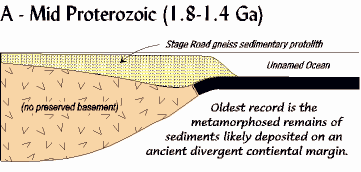 A - Mid Proterozoic (1.8-1.4 Ga)
Stage Road gneiss sedimentary protolith
Unnamed Ocean
(no preserved basement)
Oldest record is the
metamorphosed remains of
sediments likely deposited on an
ancient divergent contiental margin.